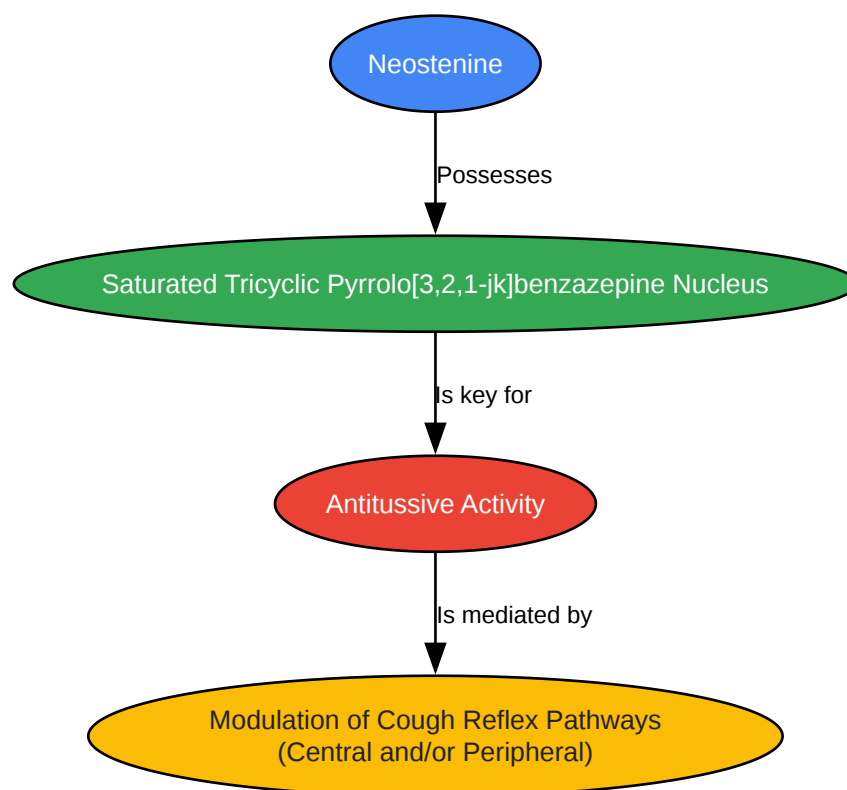 Neostenine
Possesses
Saturated Tricyclic Pyrrolo[3,2,1-jk]benzazepine Nucleus
Is key for
Antitussive Activity
Is mediated by
Modulation of Cough Reflex Pathways
(Central and/or Peripheral)